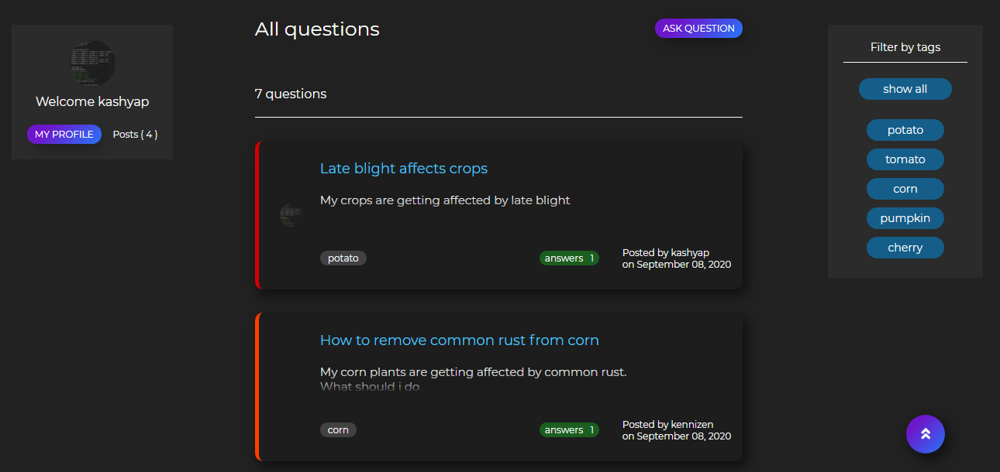 Welcome kashyap
MY PROFILE Posts ( 4 )
All questions
ASK QUESTION
7 questions
Late blight affects crops
My crops are getting affected by late blight
potato
answers 1
Posted by kashyap
on September 08, 2020
How to remove common rust from corn
My corn plants are getting affected by common rust.
What should i do
corn
answers 1
Posted by kennizen
on September 08, 2020
Filter by tags
show all
potato
tomato
corn
pumpkin
cherry